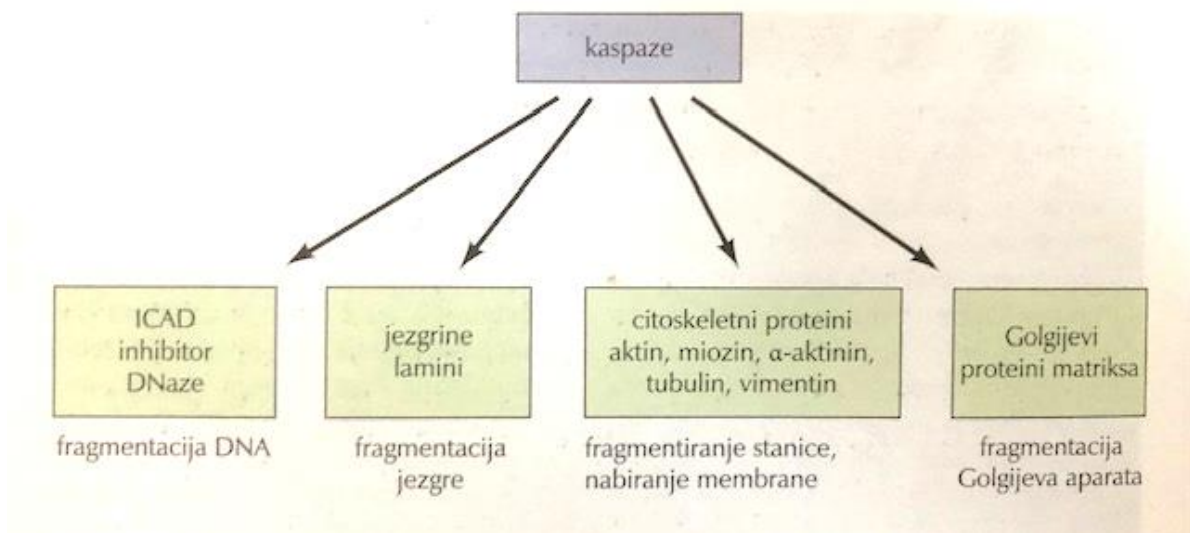 kaspaze
ICAD
inhibitor
DNaze
fragmentacija DNA
jezgrine
lamini
fragmentacija
jezgre
citoskeletni proteini
aktin, miozin, α-aktinin,
tubulin, vimentin
fragmentiranje stanice,
nabiranje membrane
Golgijevi
proteini matriksa
fragmentacija
Golgijeva aparata